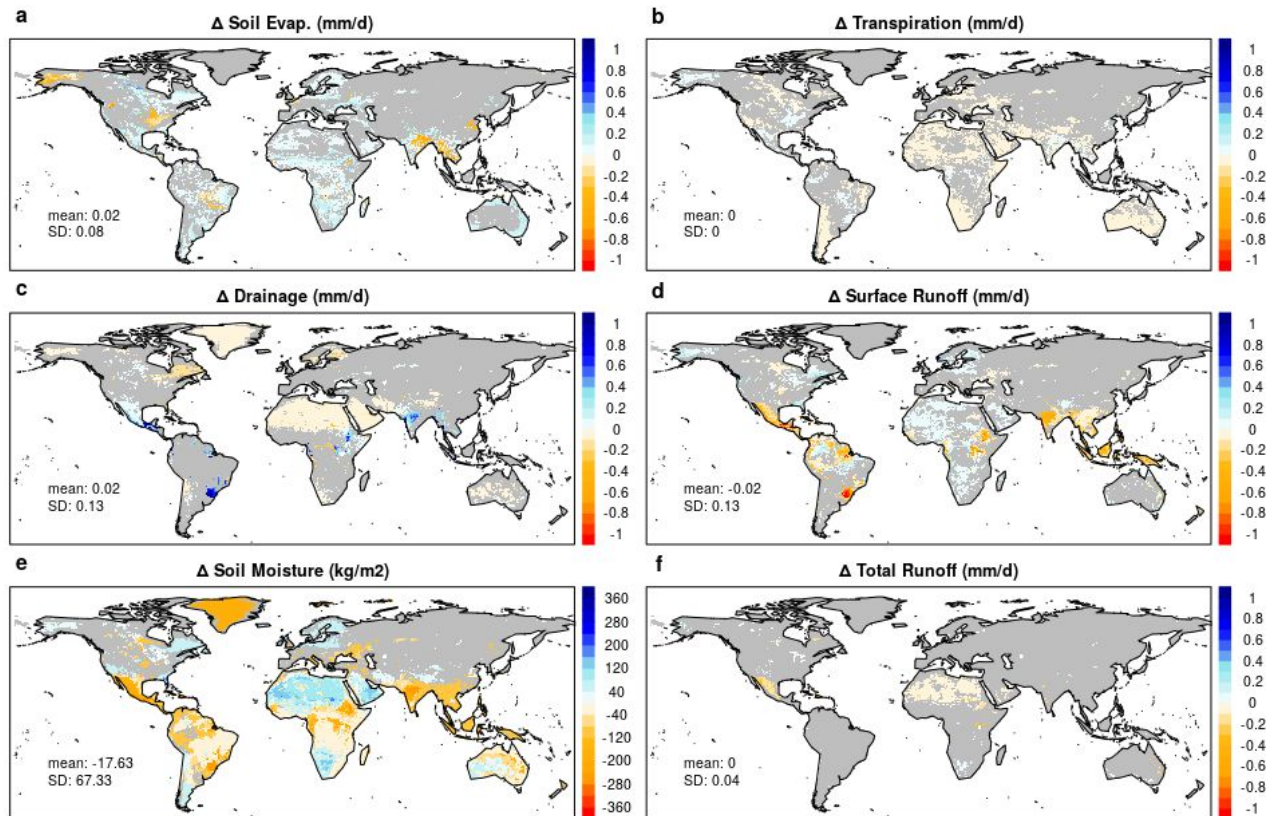 a
Δ Soil Evap. (mm/d)
mean: 0.02
SD: 0.08
1
0.8
0.6
0.4
0.2
0
-0.2
-0.4
-0.6
-0.8
-1
b
Δ Transpiration (mm/d)
mean: 0
SD: 0
1
0.8
0.6
0.4
0.2
0
-0.2
-0.4
-0.6
-0.8
-1
c
Δ Drainage (mm/d)
mean: 0.02
SD: 0.13
1
0.8
0.6
0.4
0.2
0
-0.2
-0.4
-0.6
-0.8
-1
d
Δ Surface Runoff (mm/d)
mean: -0.02
SD: 0.13
1
0.8
0.6
0.4
0.2
0
-0.2
-0.4
-0.6
-0.8
-1
e
Δ Soil Moisture (kg/m2)
mean: -17.63
SD: 67.33
360
280
200
120
40
-40
-120
-200
-280
-360
f
Δ Total Runoff (mm/d)
mean: 0
SD: 0.04
1
0.8
0.6
0.4
0.2
0
-0.2
-0.4
-0.6
-0.8
-1